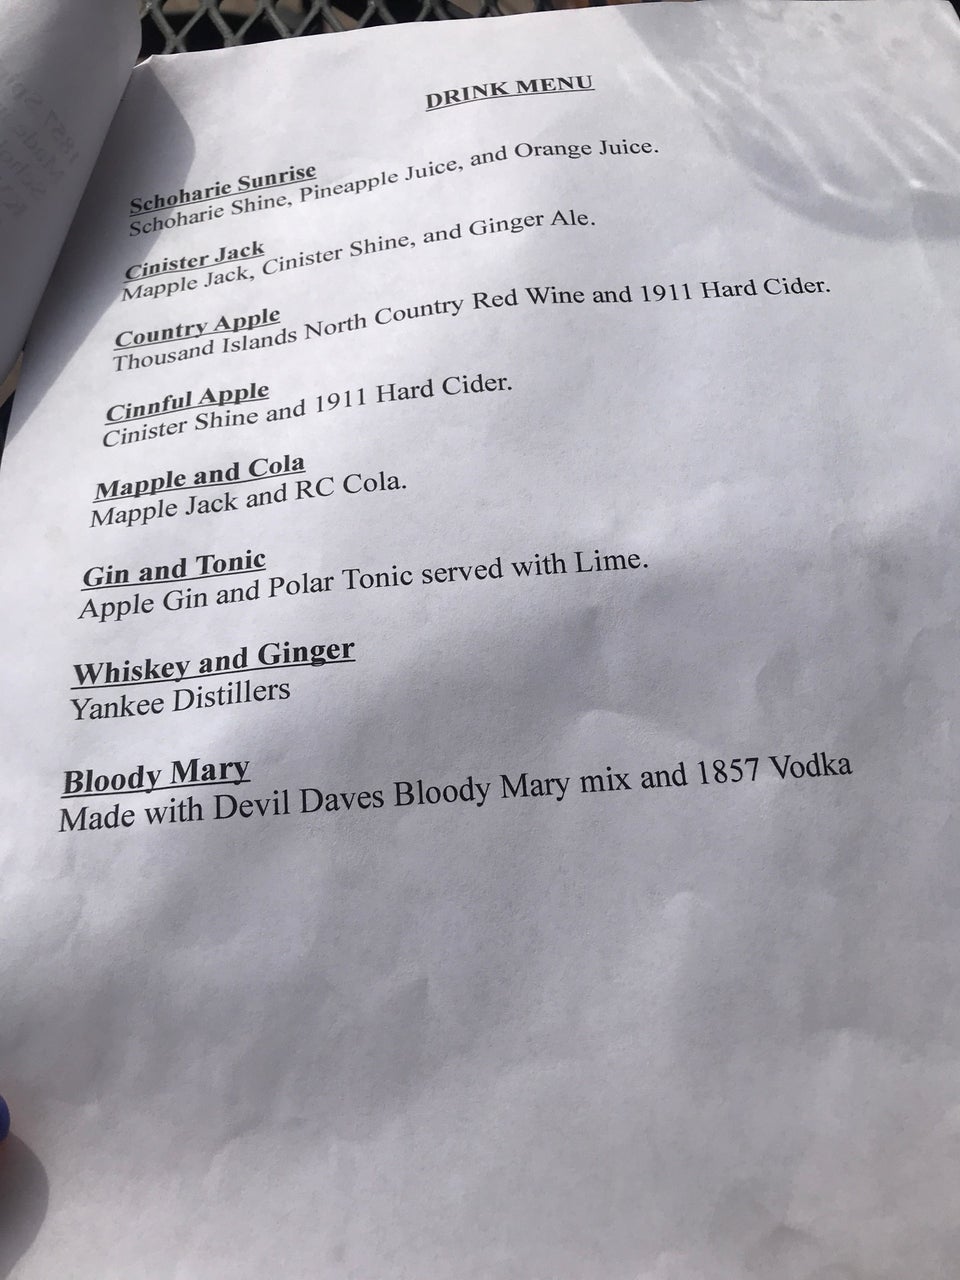 DRINK MENU
Schoharie Sunrise
Schoharie Shine, Pineapple Juice, and Orange Juice.
Cinister Jack
Mapple Jack, Cinister Shine, and Ginger Ale.
Country Apple
Thousand Islands North Country Red Wine and 1911 Hard Cider.
Cinnful Apple
Cinister Shine and 1911 Hard Cider.
Mapple and Cola
Mapple Jack and RC Cola.
Gin and Tonic
Apple Gin and Polar Tonic served with Lime.
Whiskey and Ginger
Yankee Distillers
Bloody Mary
Made with Devil Daves Bloody Mary mix and 1857 Vodka